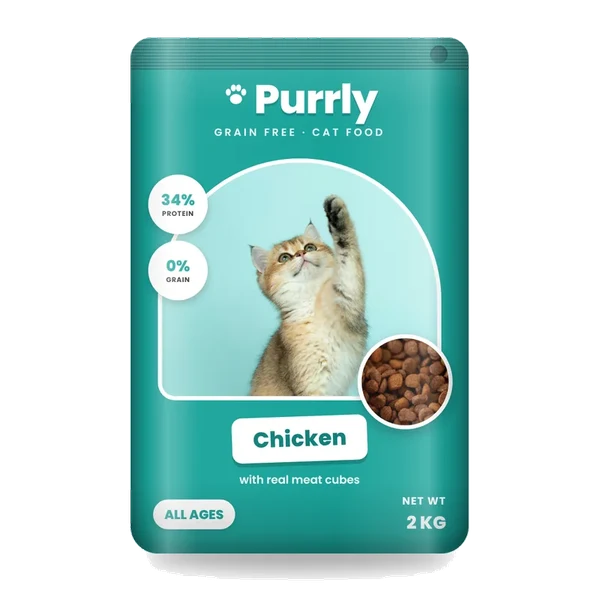 Purrly
GRAIN FREE · CAT FOOD
34%
PROTEIN
0%
GRAIN
Chicken
with real meat cubes
ALL AGES
NET WT
2 KG